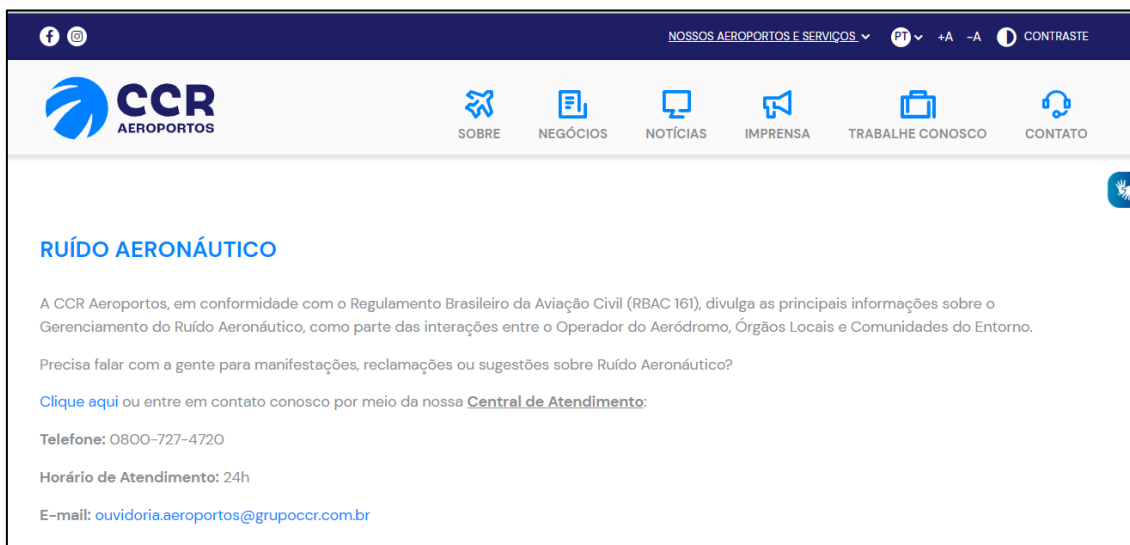 NOSSOS AEROPORTOS E SERVIÇOS PT +A -A CONTRASTE
CCR
AEROPORTOS
SOBRE NEGÓCIOS NOTÍCIAS IMPRENSA TRABALHE CONOSCO CONTATO
RUÍDO AERONÁUTICO
A CCR Aeroportos, em conformidade com o Regulamento Brasileiro da Aviação Civil (RBAC 161), divulga as principais informações sobre o
Gerenciamento do Ruído Aeronáutico, como parte das interações entre o Operador do Aeródromo, Órgãos Locais e Comunidades do Entorno.
Precisa falar com a gente para manifestações, reclamações ou sugestões sobre Ruído Aeronáutico?
Clique aqui ou entre em contato conosco por meio da nossa Central de Atendimento:
Telefone: 0800-727-4720
Horário de Atendimento: 24h
E-mail: ouvidoria.aeroportos@grupoccr.com.br